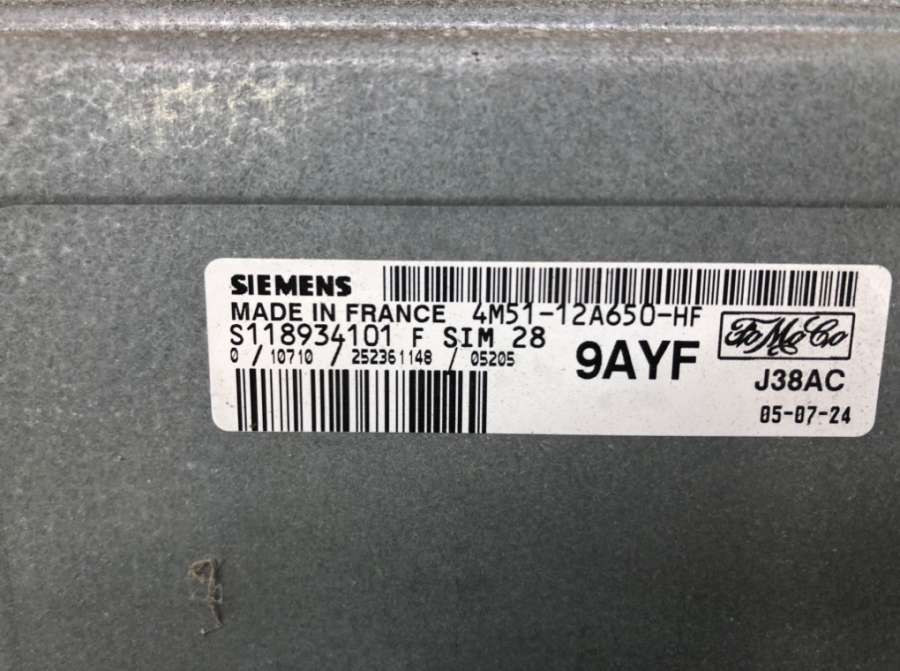 SIEMENS
MADE IN FRANCE 4M51-12A650-HF
S118934101 F SIM 28
0 / 10710 / 252361148 / 05205
9AYF
FoMoCo
J38AC
05-07-24